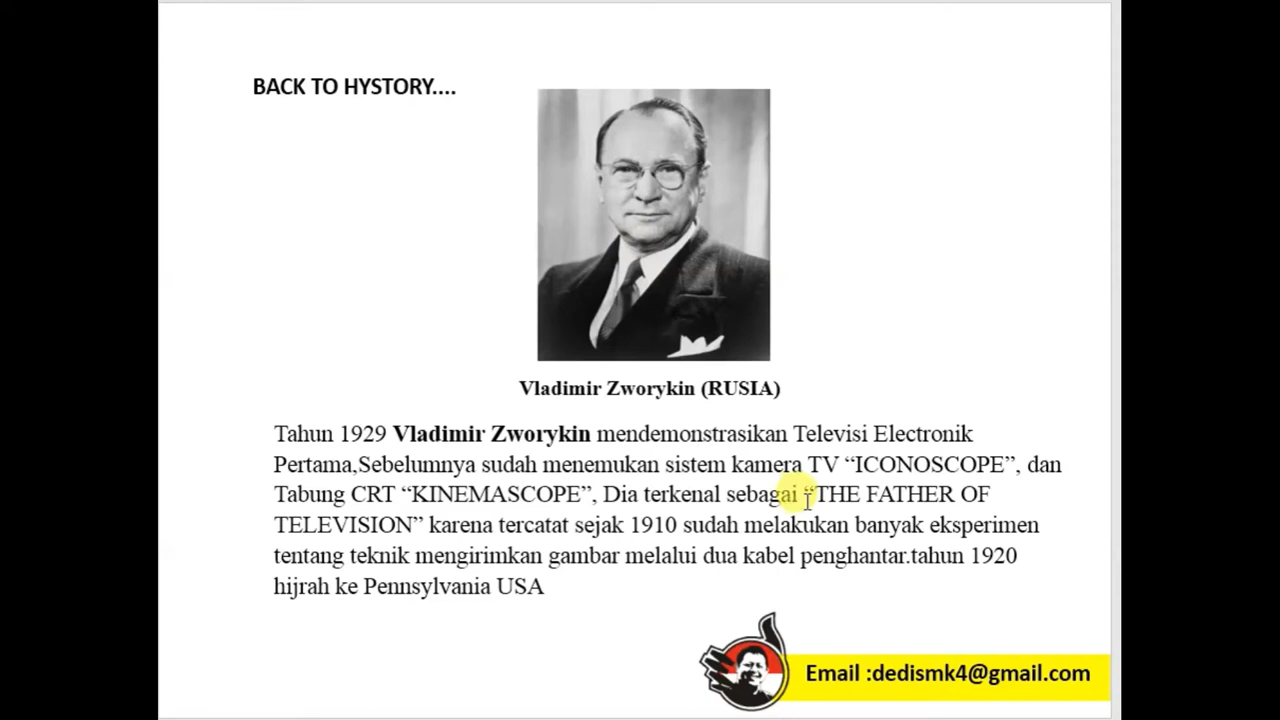 BACK TO HYSTORY....
Vladimir Zworykin (RUSIA)
Tahun 1929 Vladimir Zworykin mendemonstrasikan Televisi Electronik
Pertama,Sebelumnya sudah menemukan sistem kamera TV “ICONOSCOPE”, dan
Tabung CRT “KINEMASCOPE”, Dia terkenal sebagai “THE FATHER OF
TELEVISION” karena tercatat sejak 1910 sudah melakukan banyak eksperimen
tentang teknik mengirimkan gambar melalui dua kabel penghantar.tahun 1920
hijrah ke Pennsylvania USA
Email :dedismk4@gmail.com